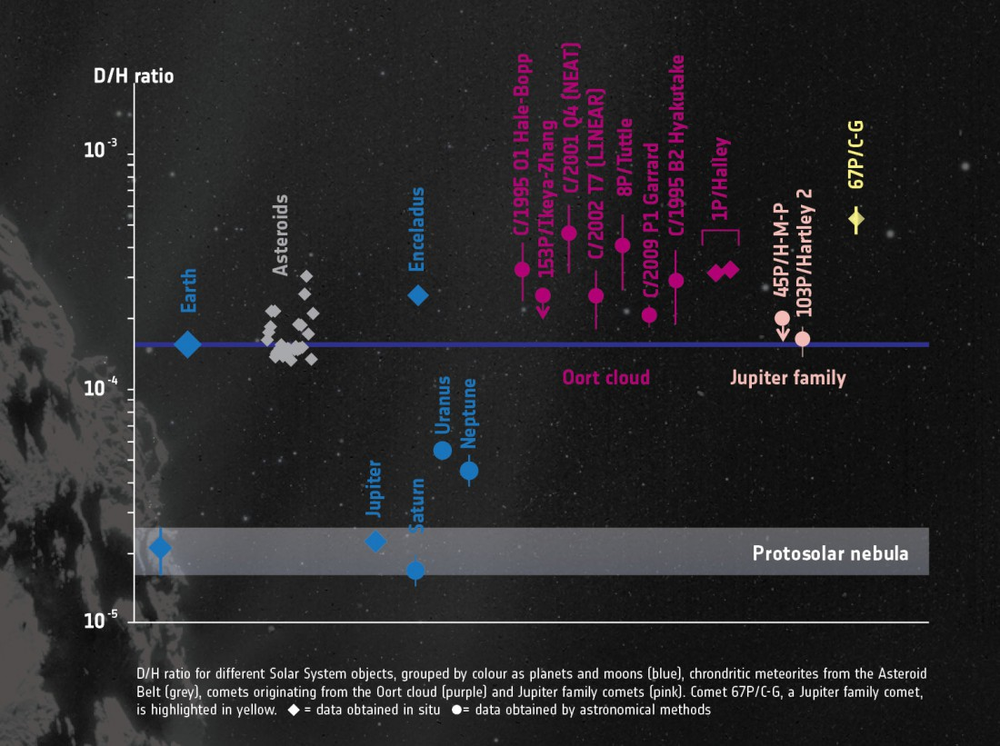 D/H ratio
10-3
10-4
10-5
Earth
Asteroids
Enceladus
Jupiter
Saturn
Uranus
Neptune
C/1995 O1 Hale-Bopp
153P/Ikeya-Zhang
C/2001 Q4 (NEAT)
C/2002 T7 (LINEAR)
8P/Tuttle
C/2009 P1 Garrard
C/1995 B2 Hyakutake
1P/Halley
45P/H-M-P
103P/Hartley 2
67P/C-G
Oort cloud
Jupiter family
Protosolar nebula
D/H ratio for different Solar System objects, grouped by colour as planets and moons (blue), chrondritic meteorites from the Asteroid
Belt (grey), comets originating from the Oort cloud (purple) and Jupiter family comets (pink). Comet 67P/C-G, a Jupiter family comet,
is highlighted in yellow. ◆ = data obtained in situ ●= data obtained by astronomical methods